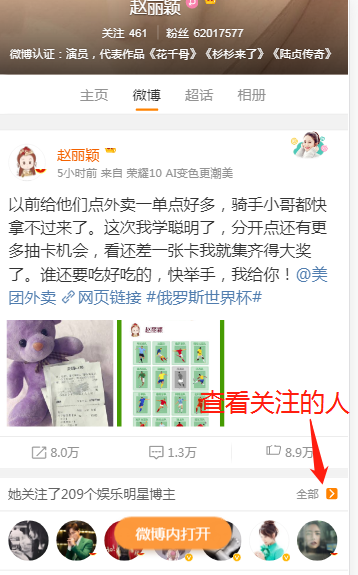 赵丽颖
关注 461 粉丝 62017577
微博认证：演员，代表作品《花千骨》《杉杉来了》《陆贞传奇》
主页 微博 超话 相册
赵丽颖
5小时前 来自 荣耀10 AI变色更潮美
以前给他们点外卖一单点好多，骑手小哥都快
拿不过来了。这次我学聪明了，分开点还有更
多抽卡机会，看还差一张卡我就集齐得大奖
了。谁还要吃好吃的，快举手，我给你！@美
团外卖 网页链接 #俄罗斯世界杯#
赵丽颖
查看关注的人
8.0万 1.3万 8.9万
她关注了209个娱乐明星博主 全部
微博内打开